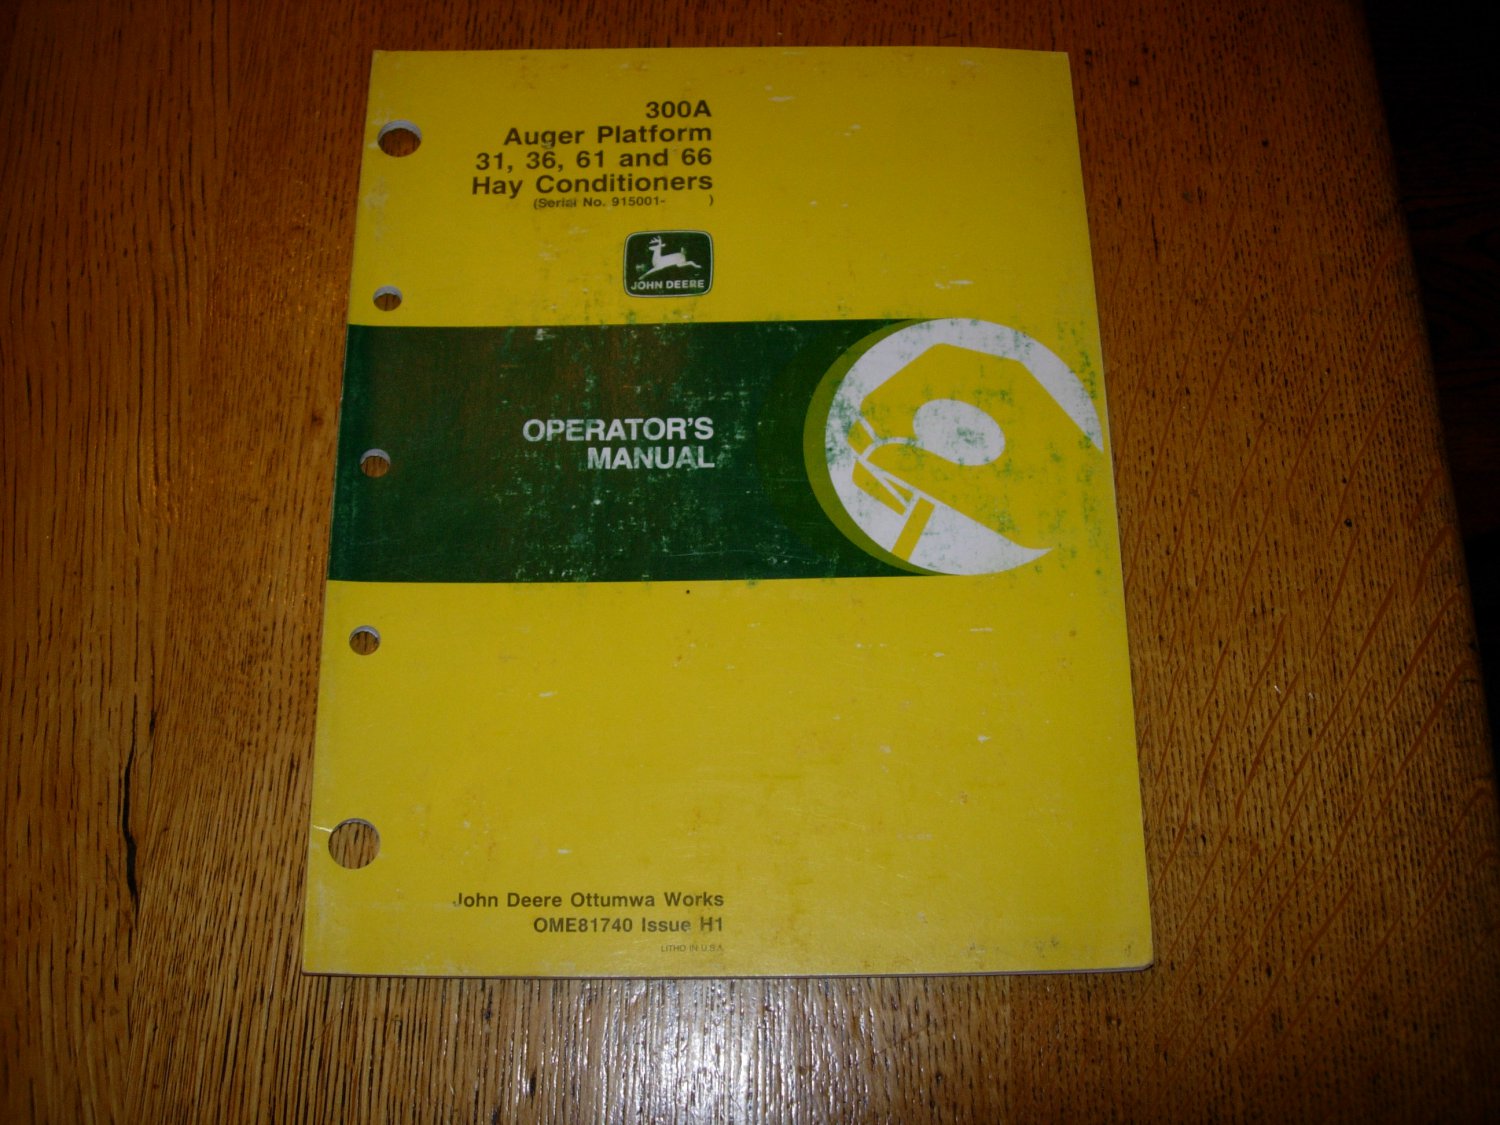 300A
Auger Platform
31, 36, 61 and 66
Hay Conditioners
(Serial No. 915001-        )
JOHN DEERE
OPERATOR'S
MANUAL
John Deere Ottumwa Works
OME81740 Issue H1
LITHO IN U.S.A.